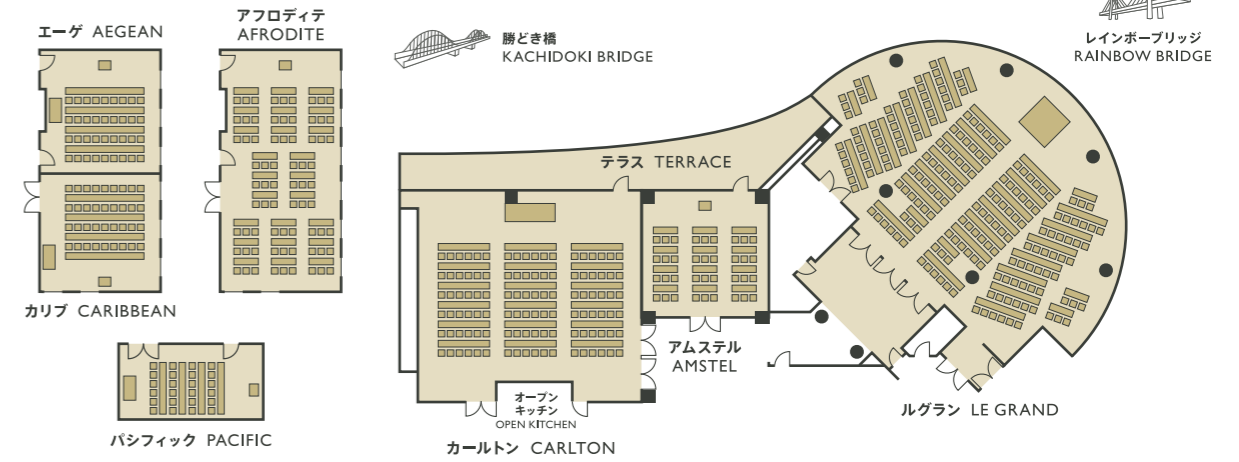 エーゲ AEGEAN
アフロディテ
AFRODITE
勝どき橋
KACHIDOKI BRIDGE
レインボーブリッジ
RAINBOW BRIDGE
テラス TERRACE
カリブ CARIBBEAN
アムステル
AMSTEL
オープン
キッチン
OPEN KITCHEN
ルグラン LE GRAND
パシフィック PACIFIC
カールトン CARLTON